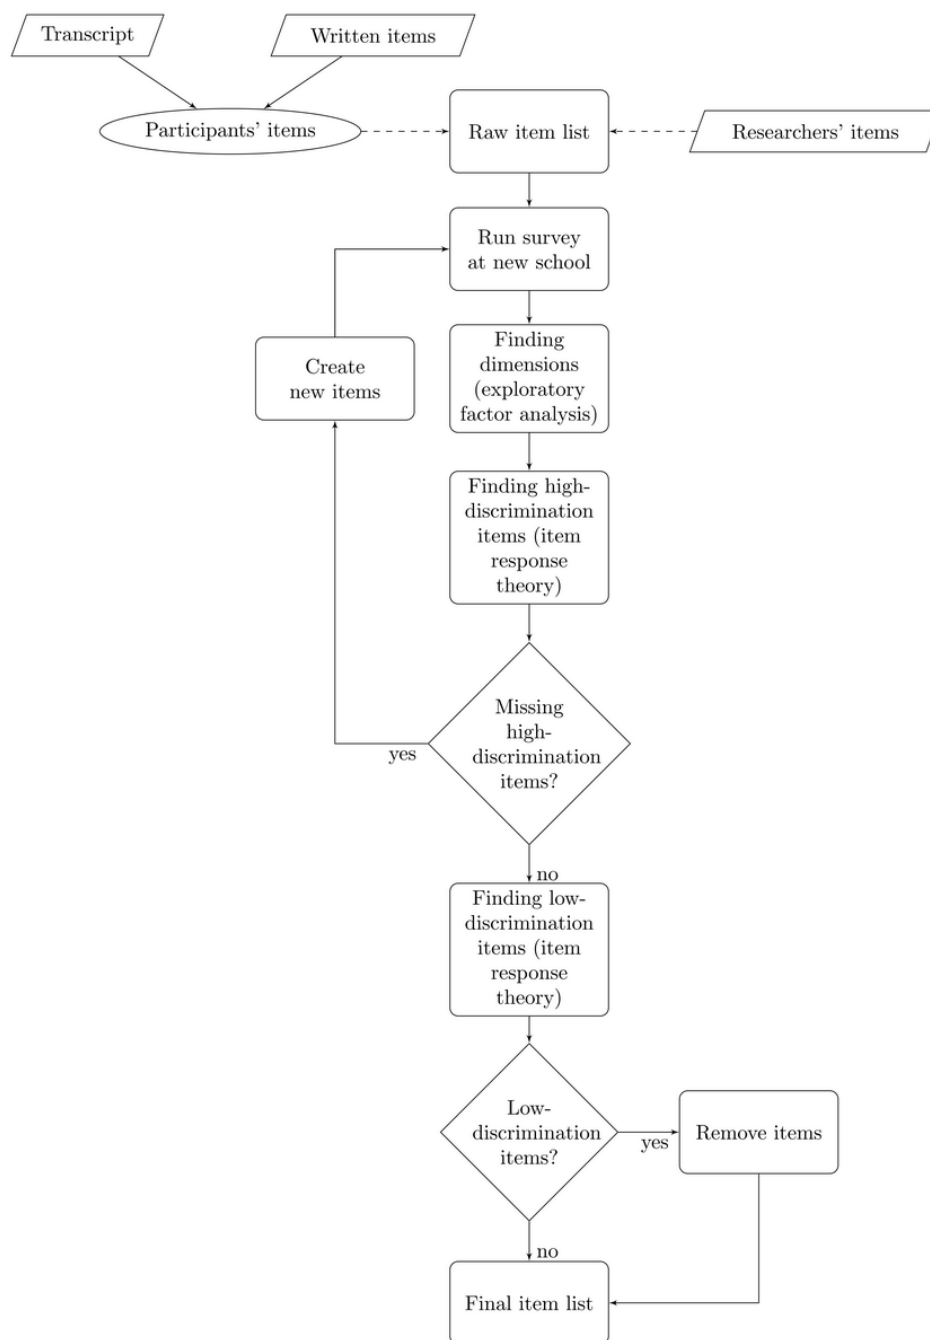 Transcript
Written items
Participants' items
Raw item list
Researchers' items
Run survey
at new school
Finding
dimensions
(exploratory
factor analysis)
Create
new items
Finding high-
discrimination
items (item
response
theory)
Missing
high-
discrimination
items?
yes
no
Finding low-
discrimination
items (item
response
theory)
Low-
discrimination
items?
yes
Remove items
no
Final item list